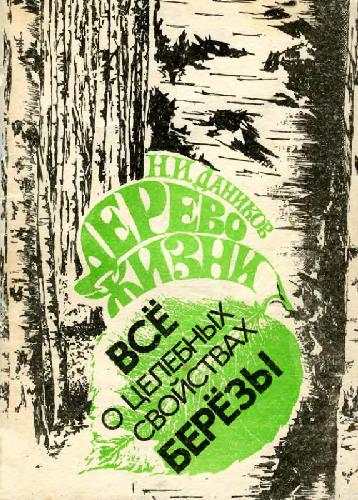 Н.И. ДАНИКОВ
ДЕРЕВО
ЖИЗНИ
ВСЁ
О ЦЕЛЕБНЫХ
СВОЙСТВАХ
БЕРЁЗЫ